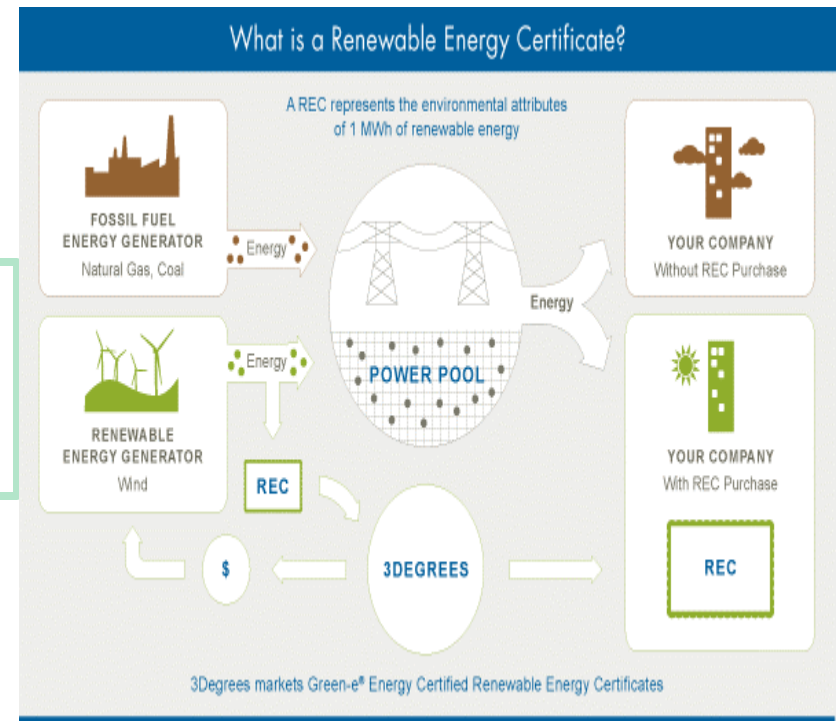 What is a Renewable Energy Certificate?
A REC represents the environmental attributes
of 1 MWh of renewable energy
FOSSIL FUEL
ENERGY GENERATOR
Natural Gas, Coal
Energy
POWER POOL
Energy
YOUR COMPANY
Without REC Purchase
RENEWABLE
ENERGY GENERATOR
Wind
Energy
REC
$
3DEGREES
YOUR COMPANY
With REC Purchase
REC
3Degrees markets Green-e® Energy Certified Renewable Energy Certificates